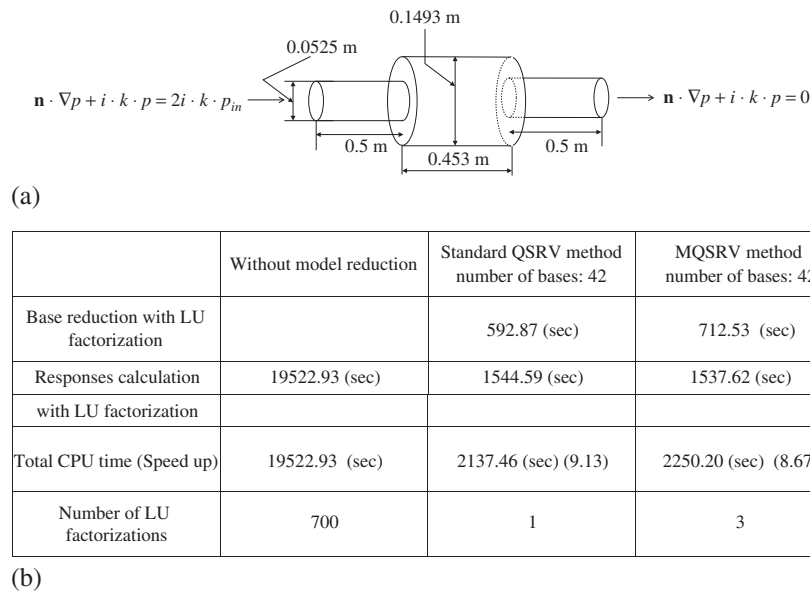 0.1493 m
0.0525 m
n · ∇p + i · k · p = 2i · k · p_in
n · ∇p + i · k · p = 0
0.5 m
0.453 m
0.5 m
(a)
Without model reduction
Standard QSRV method
number of bases: 42
MQSRV method
number of bases: 42
Base reduction with LU
factorization
592.87 (sec)
712.53 (sec)
Responses calculation
19522.93 (sec)
1544.59 (sec)
1537.62 (sec)
with LU factorization
Total CPU time (Speed up)
19522.93 (sec)
2137.46 (sec) (9.13)
2250.20 (sec) (8.67
Number of LU
factorizations
700
1
3
(b)